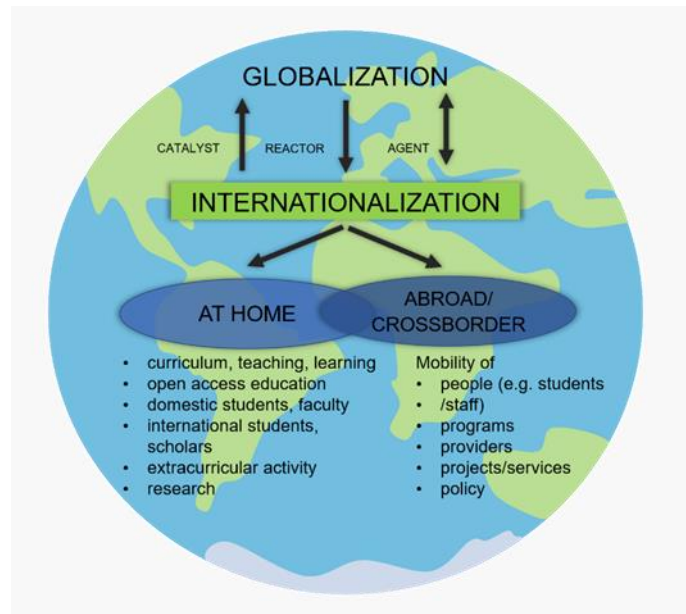 GLOBALIZATION
CATALYST REACTOR AGENT
INTERNATIONALIZATION
AT HOME
ABROAD/
CROSSBORDER
• curriculum, teaching, learning
• open access education
• domestic students, faculty
• international students,
scholars
• extracurricular activity
• research
Mobility of
• people (e.g. students
• /staff)
• programs
• providers
• projects/services
• policy